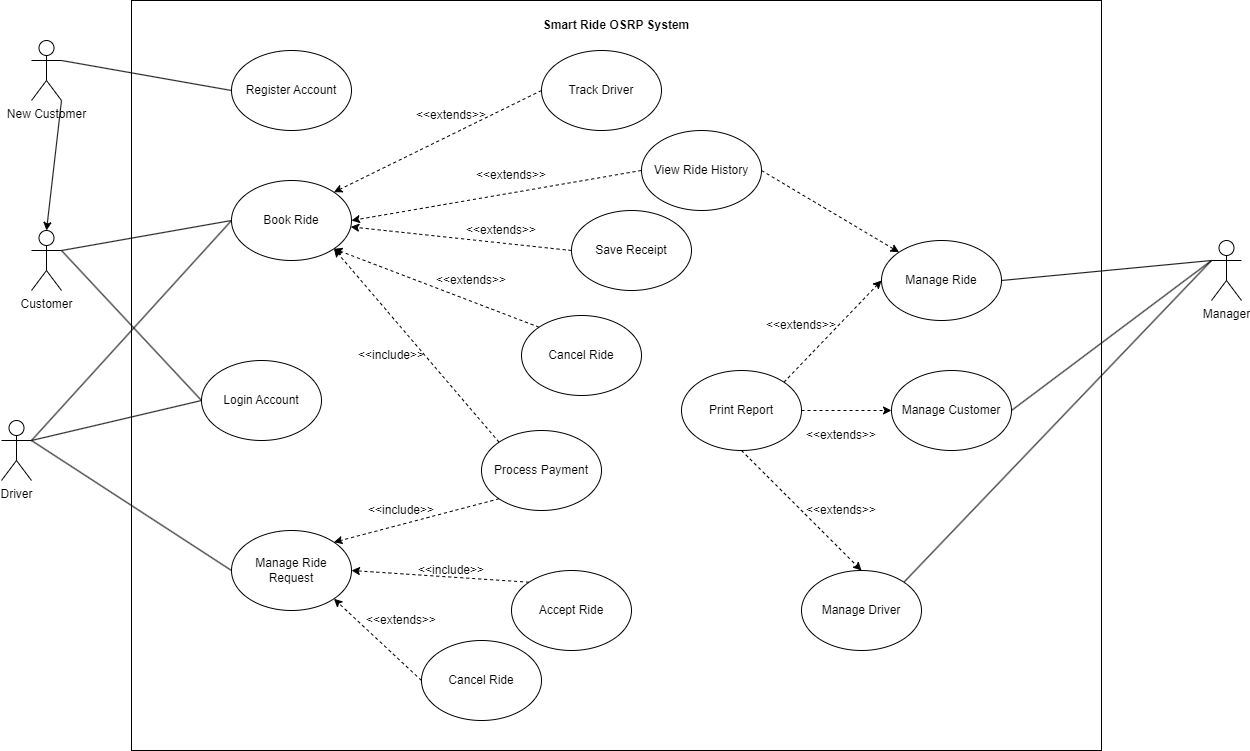 Smart Ride OSRP System
New Customer
Register Account
Track Driver
<<extends>>
View Ride History
<<extends>>
Book Ride
Save Receipt
<<extends>>
Customer
<<extends>>
Manage Ride
Manager
<<extends>>
Cancel Ride
<<include>>
Login Account
Print Report
Manage Customer
<<extends>>
Driver
Process Payment
<<include>>
<<extends>>
Manage Ride
Request
<<include>>
Accept Ride
Manage Driver
<<extends>>
Cancel Ride